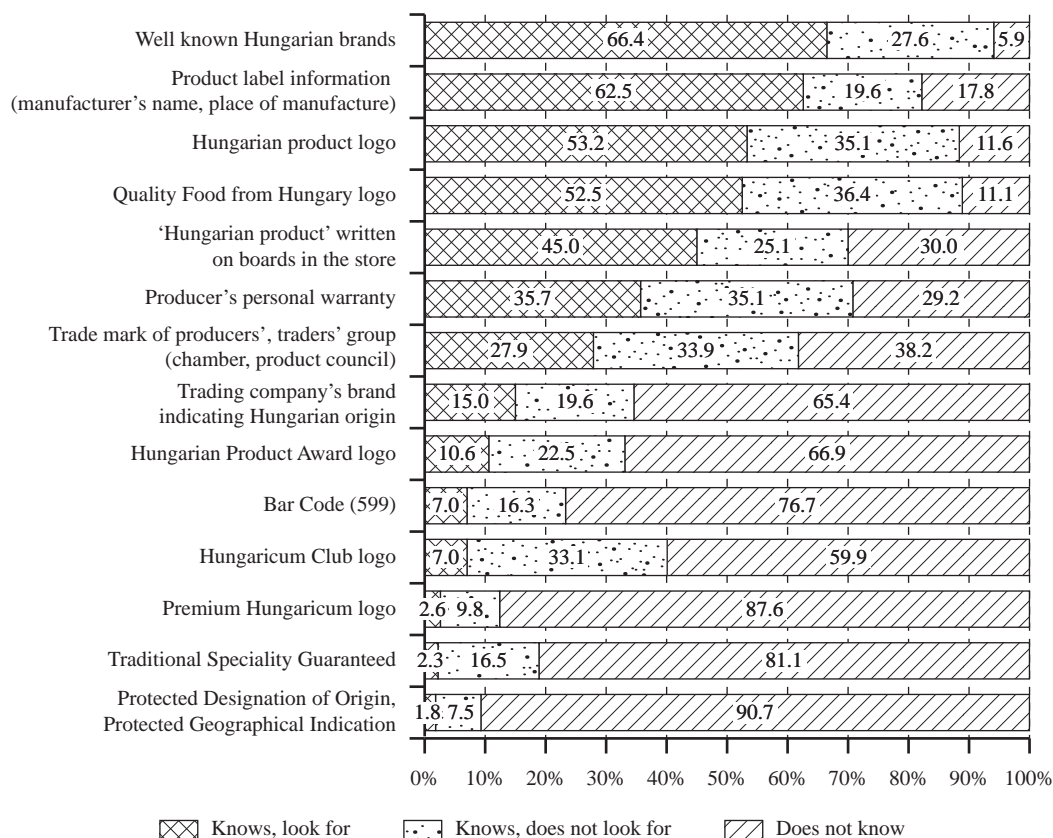 Well known Hungarian brands
66.4 27.6 5.9
Product label information
(manufacturer’s name, place of manufacture)
62.5 19.6 17.8
Hungarian product logo
53.2 35.1 11.6
Quality Food from Hungary logo
52.5 36.4 11.1
‘Hungarian product’ written
on boards in the store
45.0 25.1 30.0
Producer’s personal warranty
35.7 35.1 29.2
Trade mark of producers’, traders’ group
(chamber, product council)
27.9 33.9 38.2
Trading company’s brand
indicating Hungarian origin
15.0 19.6 65.4
Hungarian Product Award logo
10.6 22.5 66.9
Bar Code (599)
7.0 16.3 76.7
Hungaricum Club logo
7.0 33.1 59.9
Premium Hungaricum logo
2.6 9.8 87.6
Traditional Speciality Guaranteed
2.3 16.5 81.1
Protected Designation of Origin,
Protected Geographical Indication
1.8 7.5 90.7
0% 10% 20% 30% 40% 50% 60% 70% 80% 90% 100%
Knows, look for Knows, does not look for Does not know